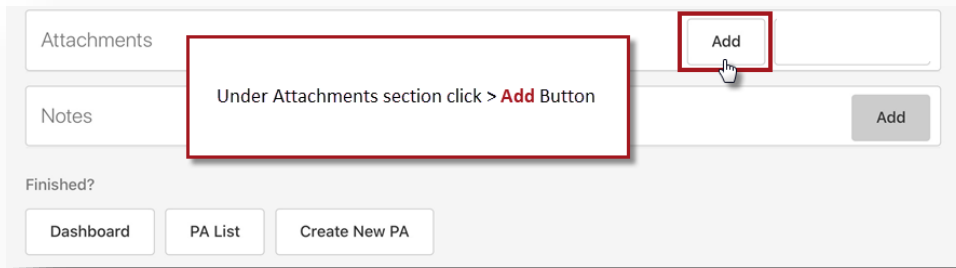 Attachments
Add
Under Attachments section click > Add Button
Notes
Add
Finished?
Dashboard
PA List
Create New PA